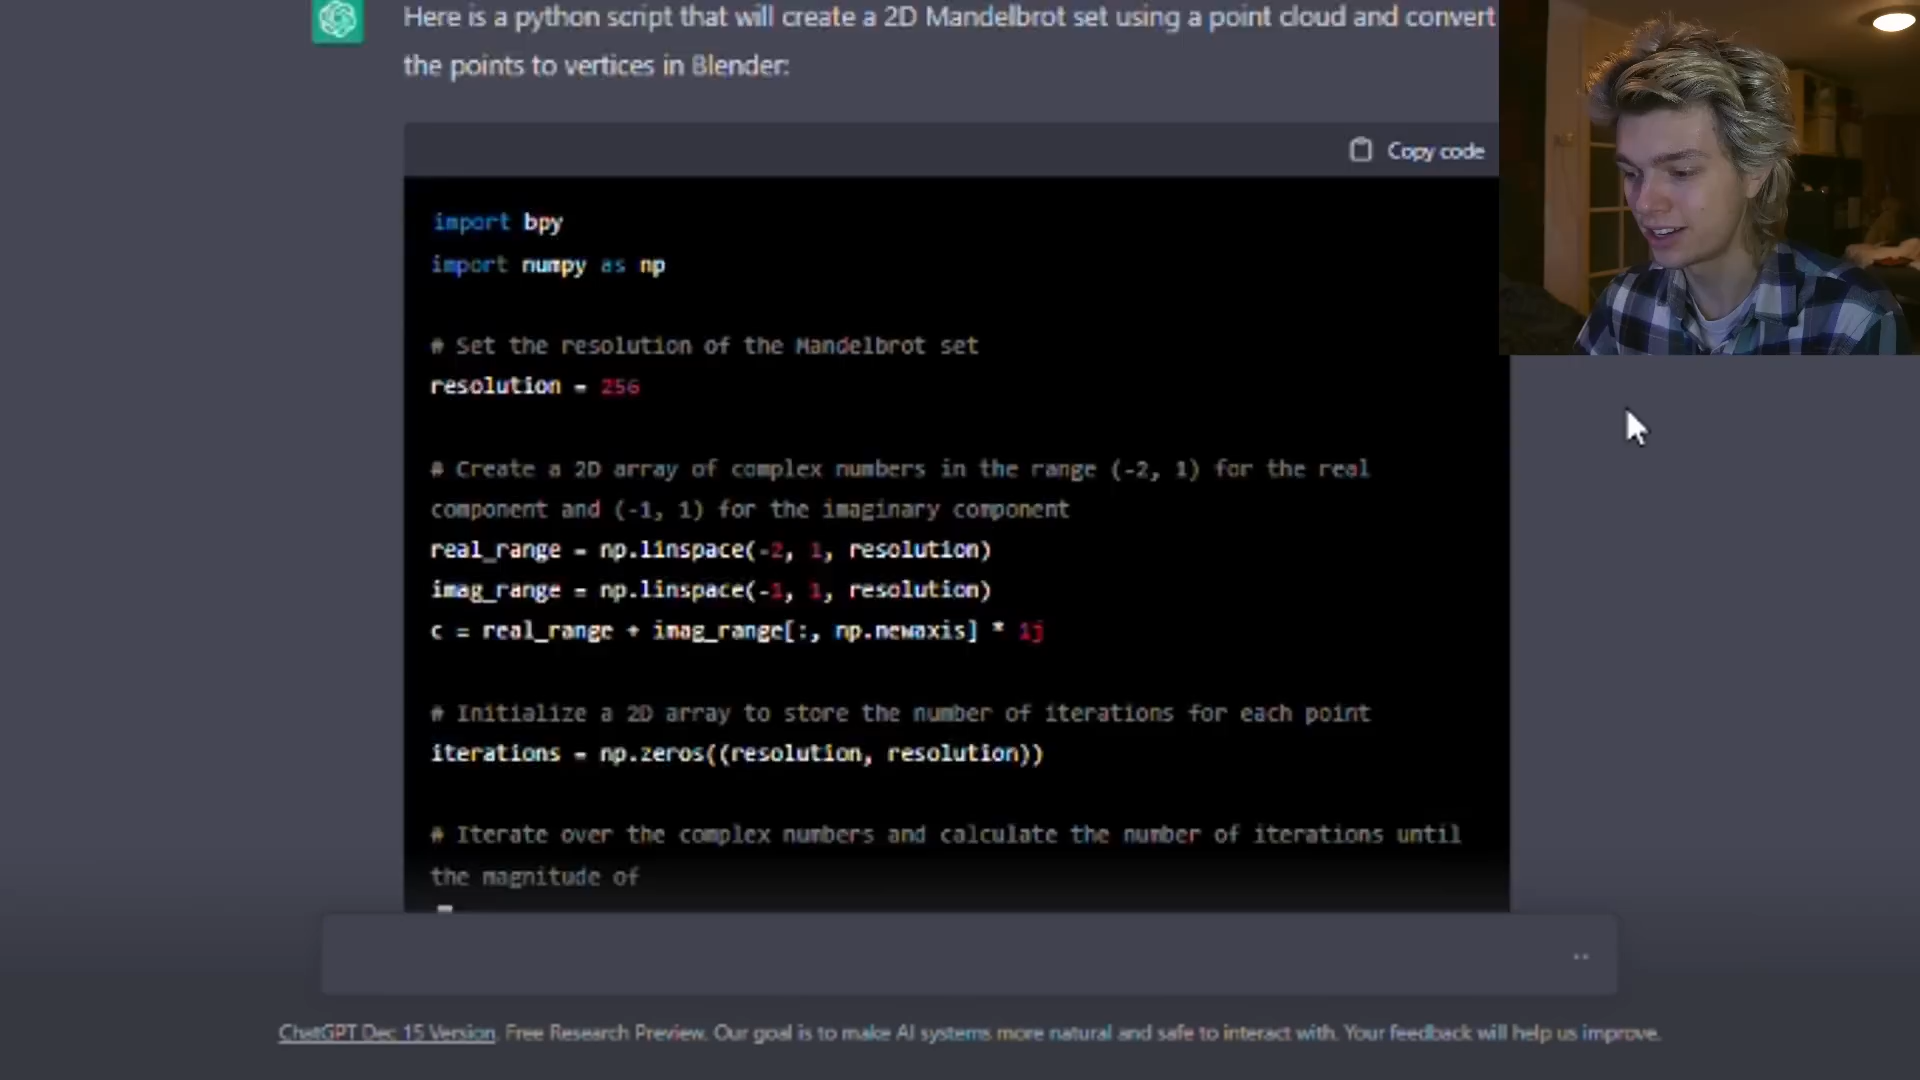 Here is a python script that will create a 2D Mandelbrot set using a point cloud and convert
the points to vertices in Blender:
Copy code
import bpy
import numpy as np
# Set the resolution of the Mandelbrot set
resolution = 256
# Create a 2D array of complex numbers in the range (-2, 1) for the real
component and (-1, 1) for the imaginary component
real_range = np.linspace(-2, 1, resolution)
imag_range = np.linspace(-1, 1, resolution)
c = real_range + imag_range[:, np.newaxis] * 1j
# Initialize a 2D array to store the number of iterations for each point
iterations = np.zeros((resolution, resolution))
# Iterate over the complex numbers and calculate the number of iterations until
the magnitude of
ChatGPT Dec 15 Version. Free Research Preview. Our goal is to make AI systems more natural and safe to interact with. Your feedback will help us improve.